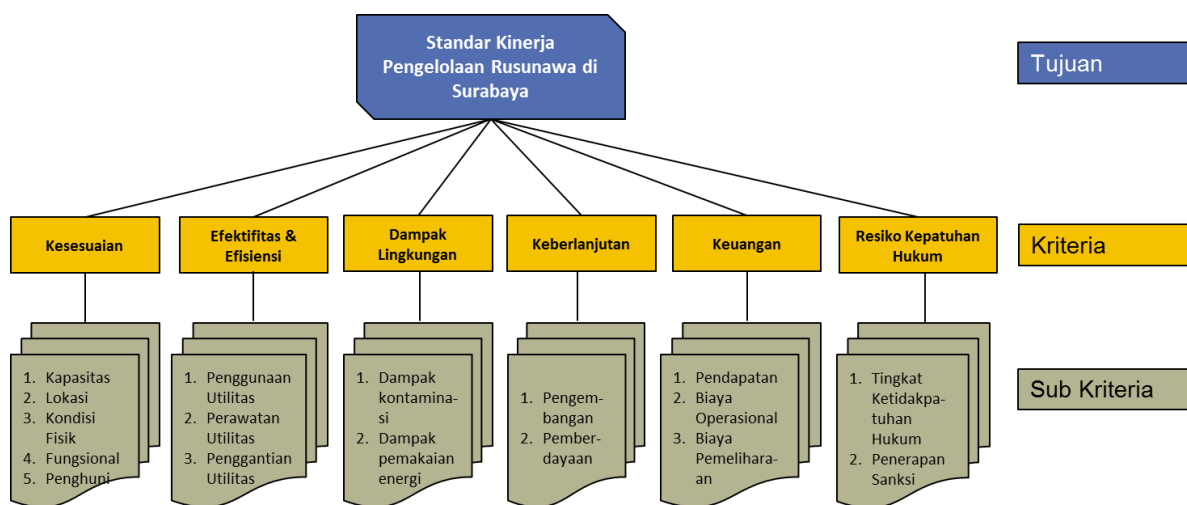 Standar Kinerja
Pengelolaan Rusunawa di
Surabaya
Tujuan
Kesesuaian
Efektifitas &
Efisiensi
Dampak
Lingkungan
Keberlanjutan
Keuangan
Resiko Kepatuhan
Hukum
Kriteria
1. Kapasitas
2. Lokasi
3. Kondisi
Fisik
4. Fungsional
5. Penghuni
1. Penggunaan
Utilitas
2. Perawatan
Utilitas
3. Penggantian
Utilitas
1. Dampak
kontamina-
si
2. Dampak
pemakaian
energi
1. Pengem-
bangan
2. Pember-
dayaan
1. Pendapatan
2. Biaya
Operasional
3. Biaya
Pemelihara-
an
1. Tingkat
Ketidakpa-
tuhan
Hukum
2. Penerapan
Sanksi
Sub Kriteria